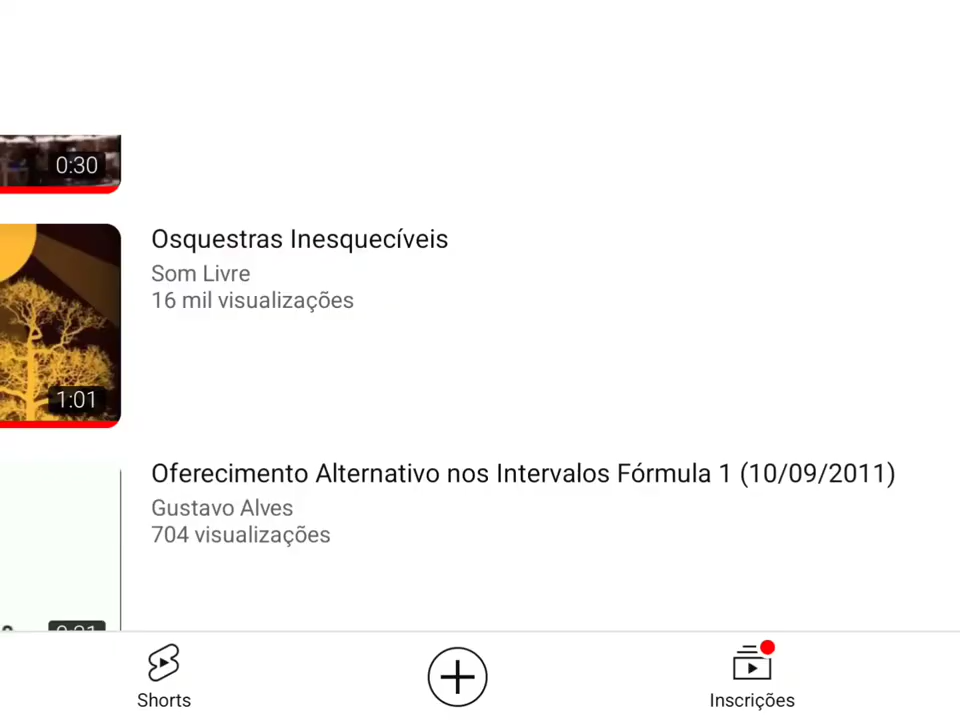 0:30
Osquestras Inesquecíveis
Som Livre
16 mil visualizações
1:01
Oferecimento Alternativo nos Intervalos Fórmula 1 (10/09/2011)
Gustavo Alves
704 visualizações
Shorts
Inscrições